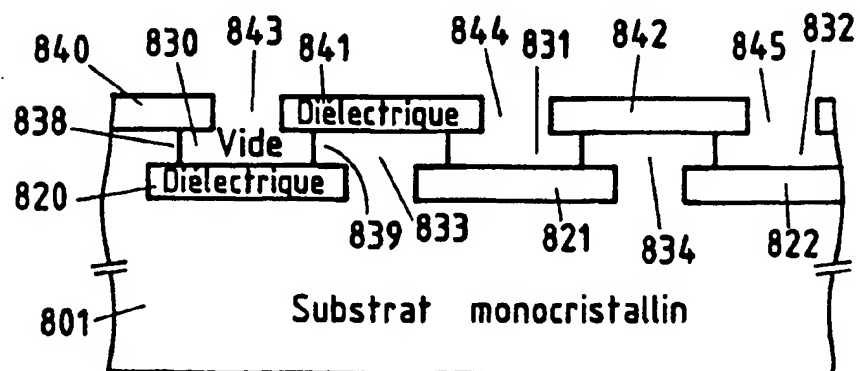 840 830 843 841 844 831 842 845 832
838 Vide Diélectrique
820 Diélectrique
839 833 821 834 822
801 Substrat monocristallin